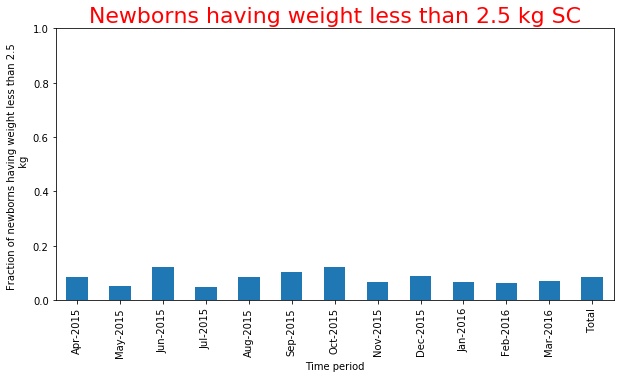 Newborns having weight less than 2.5 kg SC
Fraction of newborns having weight less than 2.5
kg
1.0
0.8
0.6
0.4
0.2
0.0
Apr-2015
May-2015
Jun-2015
Jul-2015
Aug-2015
Sep-2015
Oct-2015
Nov-2015
Dec-2015
Jan-2016
Feb-2016
Mar-2016
Total
Time period